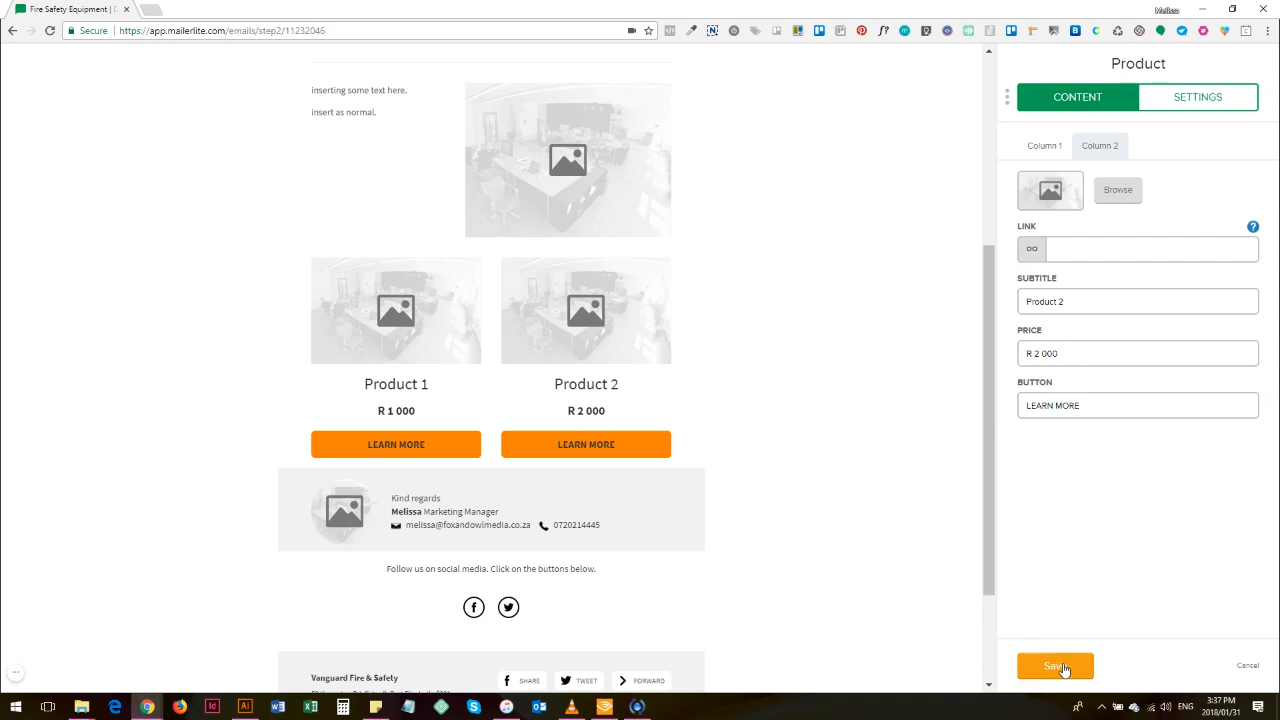 Fire Safety Equipment | D
Melissa
Secure
https://app.mailerlite.com/emails/step2/11232046
inserting some text here.
insert as normal.
Product 1
Product 2
R 1 000
R 2 000
LEARN MORE
LEARN MORE
Kind regards
Melissa Marketing Manager
melissa@foxandowlmedia.co.za
0720214445
Follow us on social media. Click on the buttons below.
Vanguard Fire & Safety
SHARE
TWEET
FORWARD
Product
CONTENT
SETTINGS
Column 1
Column 2
Browse
LINK
SUBTITLE
Product 2
PRICE
R 2 000
BUTTON
LEARN MORE
Save
Cancel
3:37 PM
2018/01/31